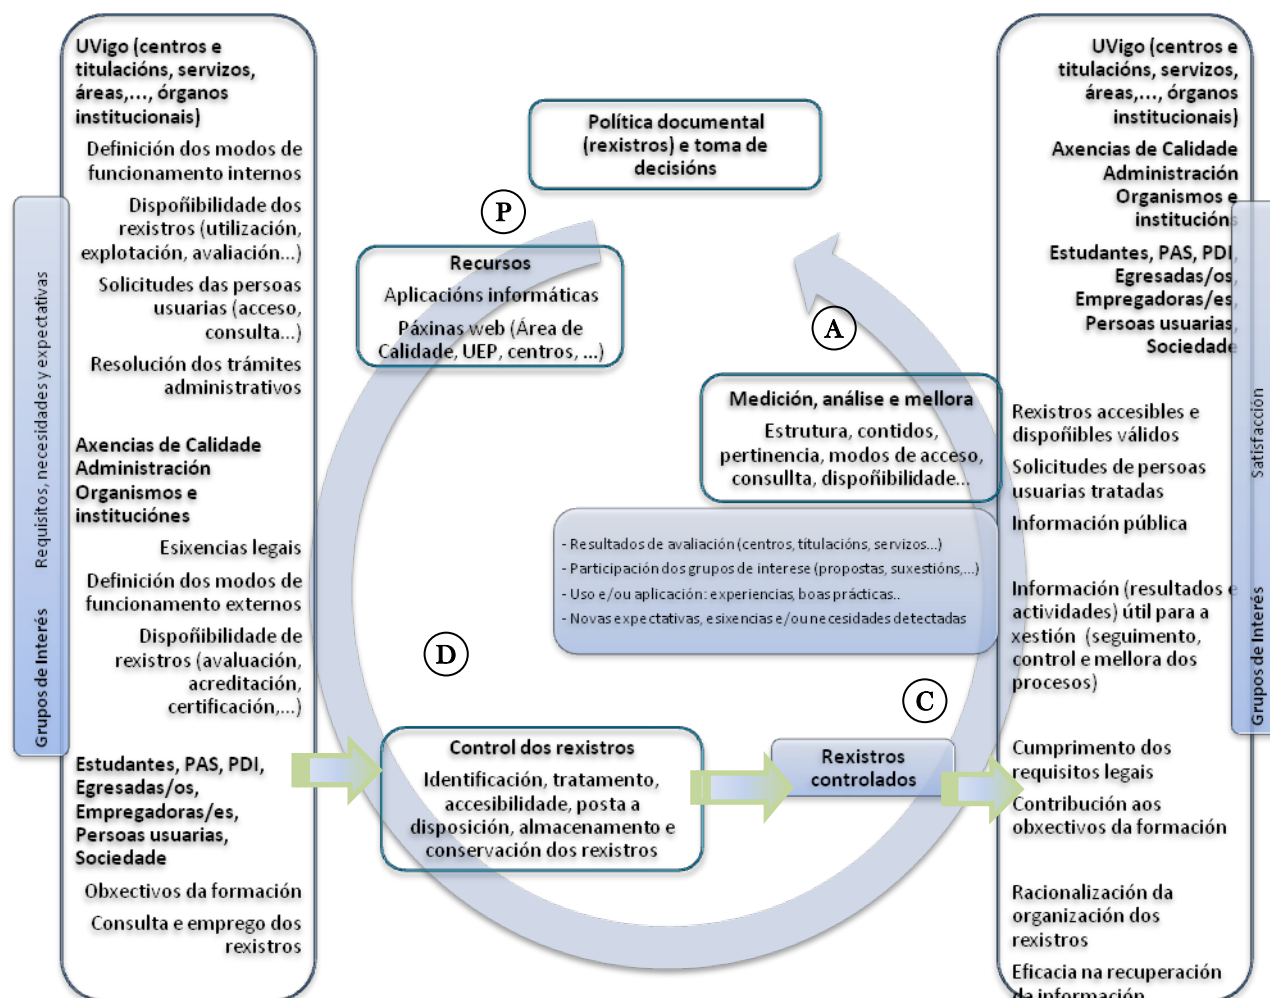 UVigo (centros e
titulacións, servizos,
áreas,..., órganos
institucionais)
Definición dos modos de
funcionamento internos
Dispoñibilidade dos
rexistros (utilización,
explotación, avaliación...)
Solicitudes das persoas
usuarias (acceso,
consulta...)
Resolución dos trámites
administrativos
Axencias de Calidade
Administración
Organismos e
instituciónes
Esixencias legais
Definición dos modos de
funcionamento externos
Dispoñibilidade de
rexistros (avaluación,
acreditación,
certificación,...)
Estudantes, PAS, PDI,
Egresadas/os,
Empregadoras/es,
Persoas usuarias,
Sociedade
Obxectivos da formación
Consulta e emprego dos
rexistros
Grupos de Interés Requisitos, necesidades y expectativas
Política documental
(rexistros) e toma de
decisións
P
Recursos
Aplicacións informáticas
Páxinas web (Área de
Calidade, UEP, centros, ...)
A
Medición, análise e mellora
Estrutura, contidos,
pertinencia, modos de acceso,
consullta, dispoñibilidade...
- Resultados de avaliación (centros, títulacións, servizos...)
- Participación dos grupos de interese (propostas, suxestións,...)
- Uso e/ou aplicación: experiencias, boas prácticas..
- Novas expectativas, esixencias e/ou necesidades detectadas
D
C
Control dos rexistros
Identificación, tratamento,
accesibilidade, posta a
disposición, almacenamento e
conservación dos rexistros
Rexistros
controlados
UVigo (centros e
titulacións, servizos,
áreas,..., órganos
institucionais)
Axencias de Calidade
Administración
Organismos e
institucións
Estudantes, PAS, PDI,
Egresadas/os,
Empregadoras/es,
Persoas usuarias,
Sociedade
Rexistros accesibles e
dispoñibles válidos
Solicitudes de persoas
usuarias tratadas
Información pública
Información (resultados e
actividades) útil para a
xestión (seguimento,
control e mellora dos
procesos)
Cumprimento dos
requisitos legais
Contribución aos
obxectivos da formación
Racionalización da
organización dos
rexistros
Eficacia na recuperación
da información
Grupos de Interés Satisfacción